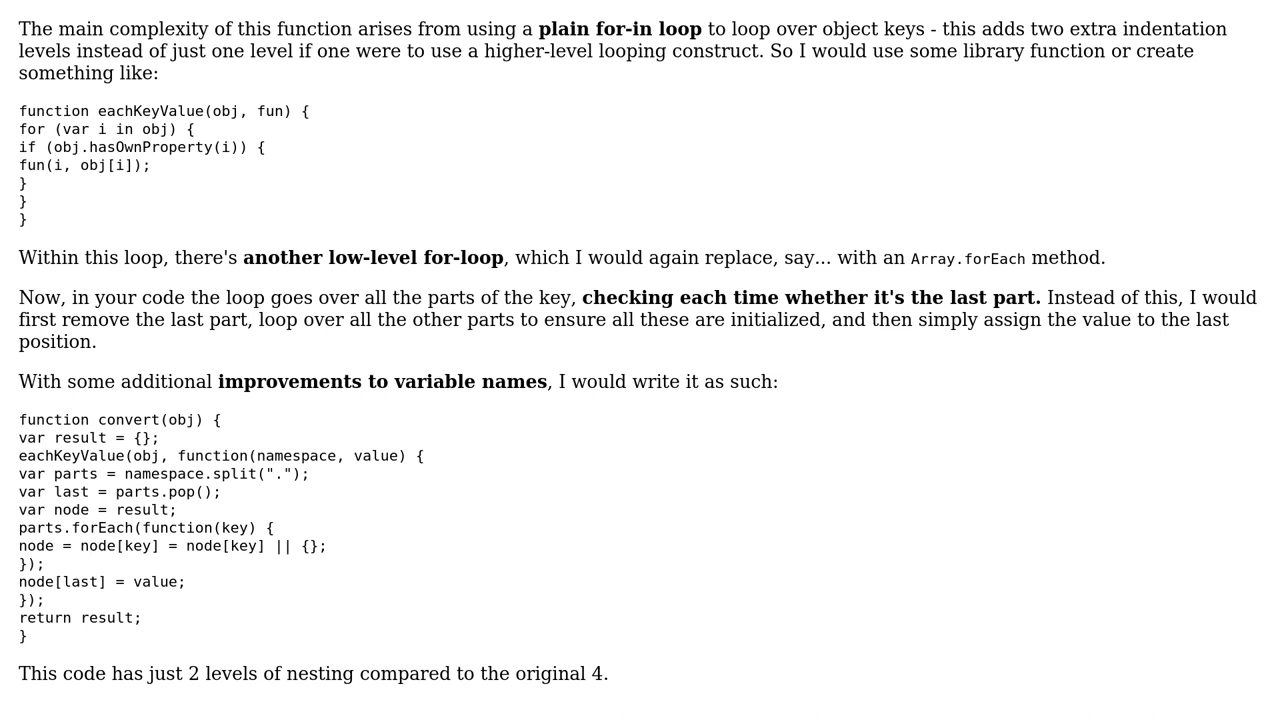 The main complexity of this function arises from using a plain for-in loop to loop over object keys - this adds two extra indentation
levels instead of just one level if one were to use a higher-level looping construct. So I would use some library function or create
something like:
function eachKeyValue(obj, fun) {
for (var i in obj) {
if (obj.hasOwnProperty(i)) {
fun(i, obj[i]);
}
}
}
Within this loop, there's another low-level for-loop, which I would again replace, say... with an Array.forEach method.
Now, in your code the loop goes over all the parts of the key, checking each time whether it's the last part. Instead of this, I would
first remove the last part, loop over all the other parts to ensure all these are initialized, and then simply assign the value to the last
position.
With some additional improvements to variable names, I would write it as such:
function convert(obj) {
var result = {};
eachKeyValue(obj, function(namespace, value) {
var parts = namespace.split(".");
var last = parts.pop();
var node = result;
parts.forEach(function(key) {
node = node[key] = node[key] || {};
});
node[last] = value;
});
return result;
}
This code has just 2 levels of nesting compared to the original 4.